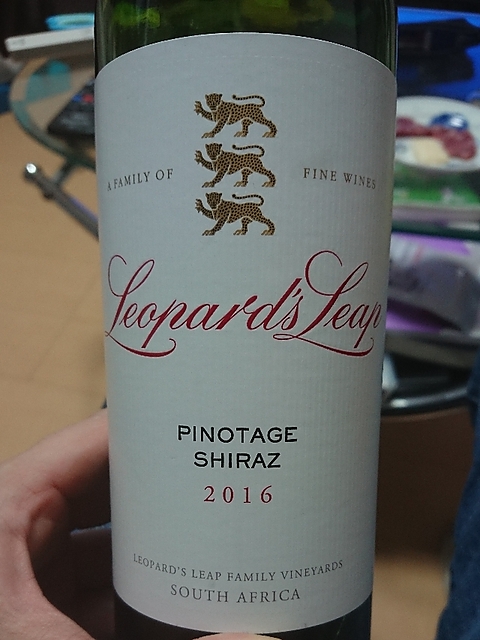 A FAMILY OF FINE WINES
Leopard's Leap
PINOTAGE
SHIRAZ
2016
LEOPARD'S LEAP FAMILY VINEYARDS
SOUTH AFRICA